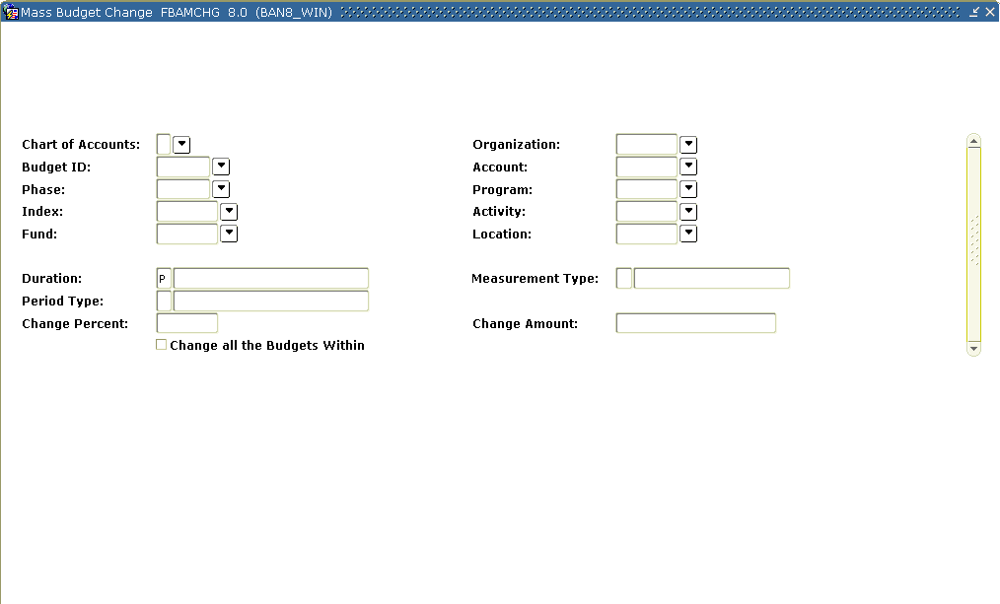 Mass Budget Change FBAMCHG 8.0 (BAN8_WIN)
Chart of Accounts: Organization:
Budget ID: Account:
Phase: Program:
Index: Activity:
Fund: Location:
Duration: P Measurement Type:
Period Type:
Change Percent: Change Amount:
Change all the Budgets Within